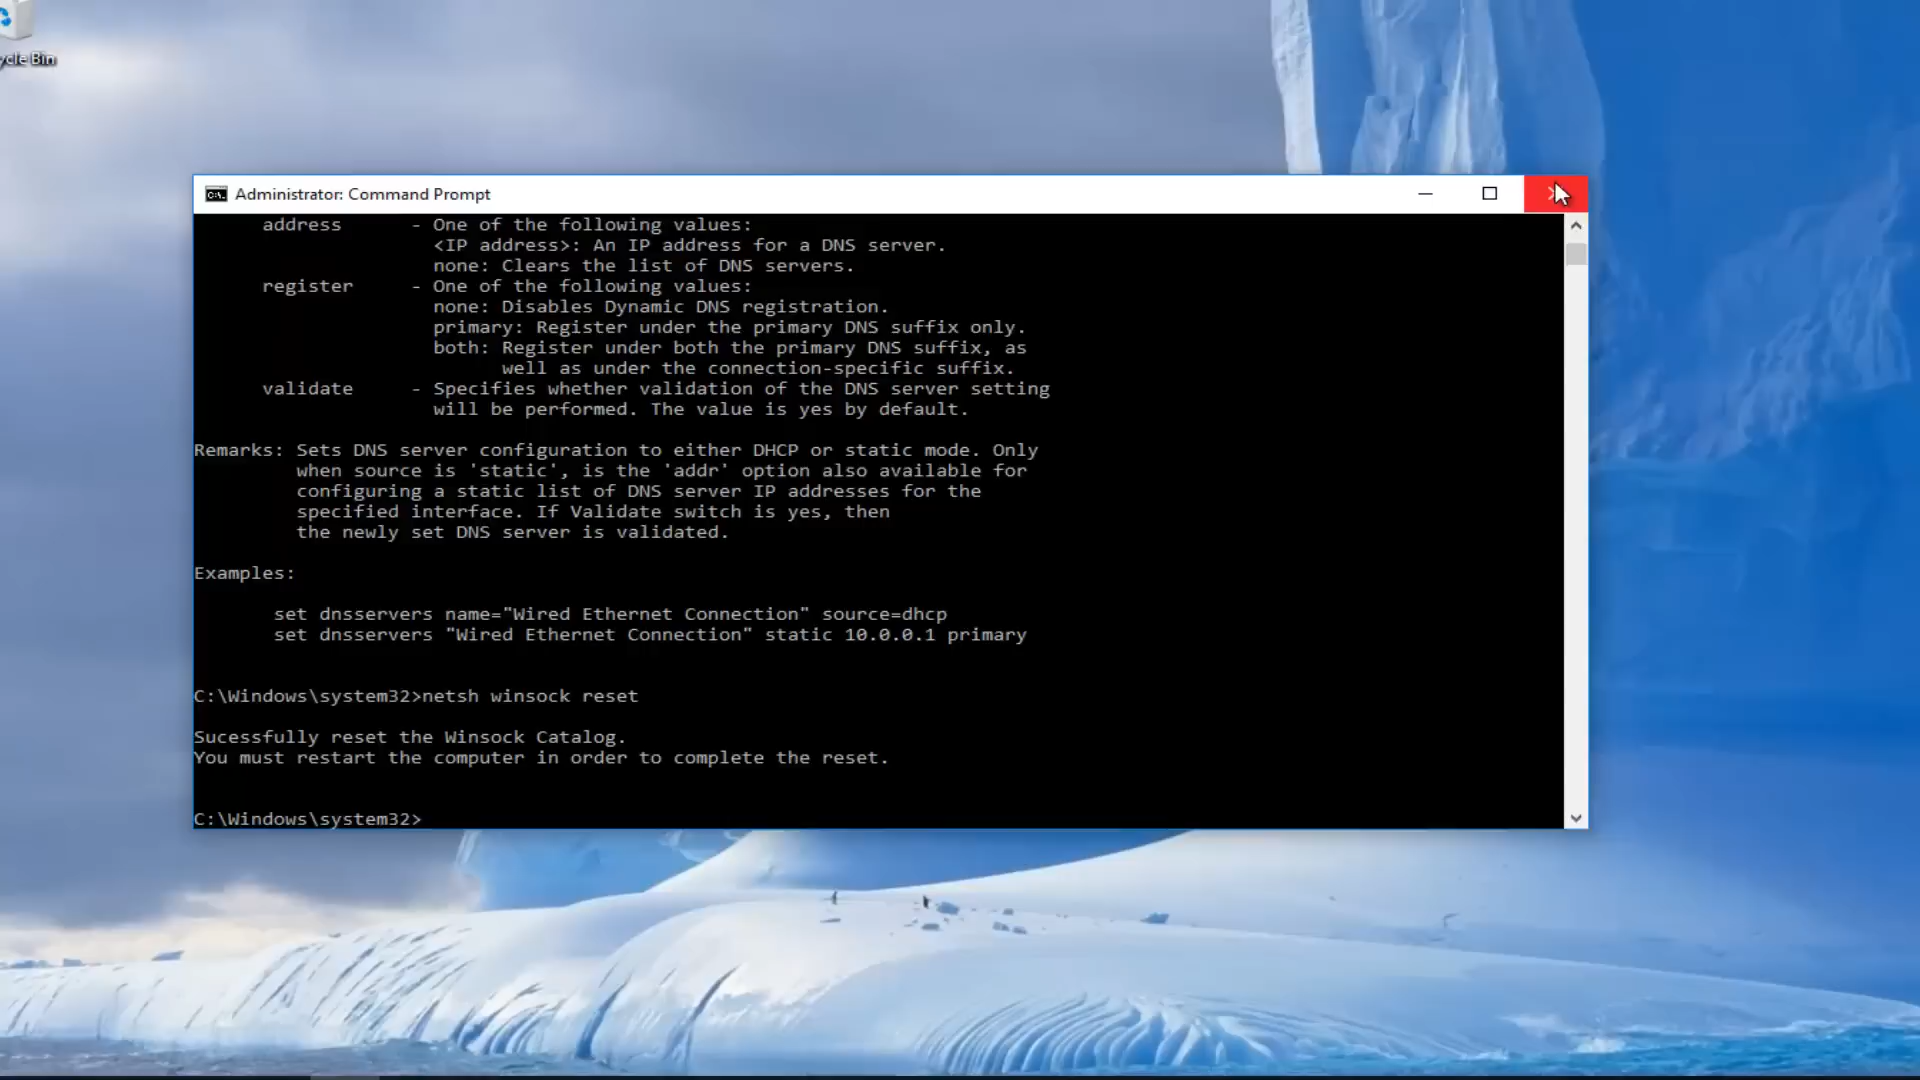 ycle Bin
Administrator: Command Prompt
address - One of the following values:
<IP address>: An IP address for a DNS server.
none: Clears the list of DNS servers.
register - One of the following values:
none: Disables Dynamic DNS registration.
primary: Register under the primary DNS suffix only.
both: Register under both the primary DNS suffix, as
well as under the connection-specific suffix.
validate - Specifies whether validation of the DNS server setting
will be performed. The value is yes by default.
Remarks: Sets DNS server configuration to either DHCP or static mode. Only
when source is 'static', is the 'addr' option also available for
configuring a static list of DNS server IP addresses for the
specified interface. If Validate switch is yes, then
the newly set DNS server is validated.
Examples:
set dnsservers name="Wired Ethernet Connection" source=dhcp
set dnsservers "Wired Ethernet Connection" static 10.0.0.1 primary
C:\Windows\system32>netsh winsock reset
Sucessfully reset the Winsock Catalog.
You must restart the computer in order to complete the reset.
C:\Windows\system32>